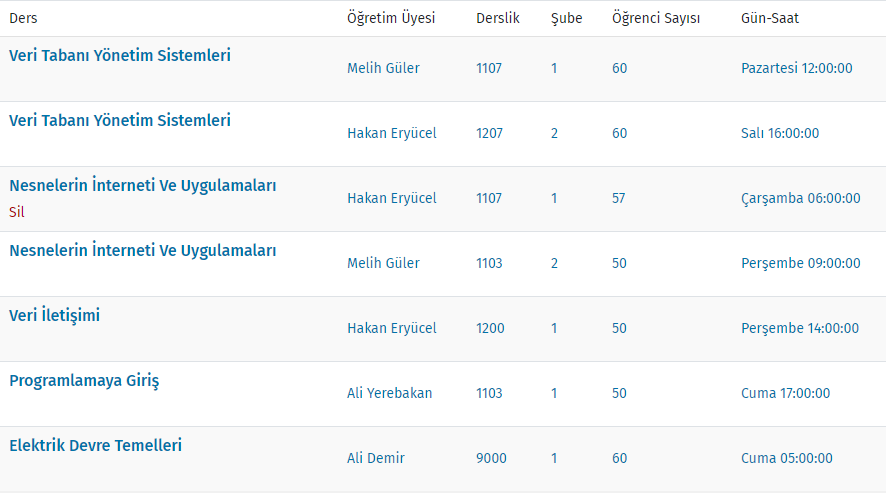 Ders Öğretim Üyesi Derslik Şube Öğrenci Sayısı Gün-Saat
Veri Tabanı Yönetim Sistemleri
Melih Güler 1107 1 60 Pazartesi 12:00:00
Veri Tabanı Yönetim Sistemleri
Hakan Eryücel 1207 2 60 Salı 16:00:00
Nesnelerin İnterneti Ve Uygulamaları
Hakan Eryücel 1107 1 57 Çarşamba 06:00:00
Sil
Nesnelerin İnterneti Ve Uygulamaları
Melih Güler 1103 2 50 Perşembe 09:00:00
Veri İletişimi
Hakan Eryücel 1200 1 50 Perşembe 14:00:00
Programlamaya Giriş
Ali Yerebakan 1103 1 50 Cuma 17:00:00
Elektrik Devre Temelleri
Ali Demir 9000 1 60 Cuma 05:00:00